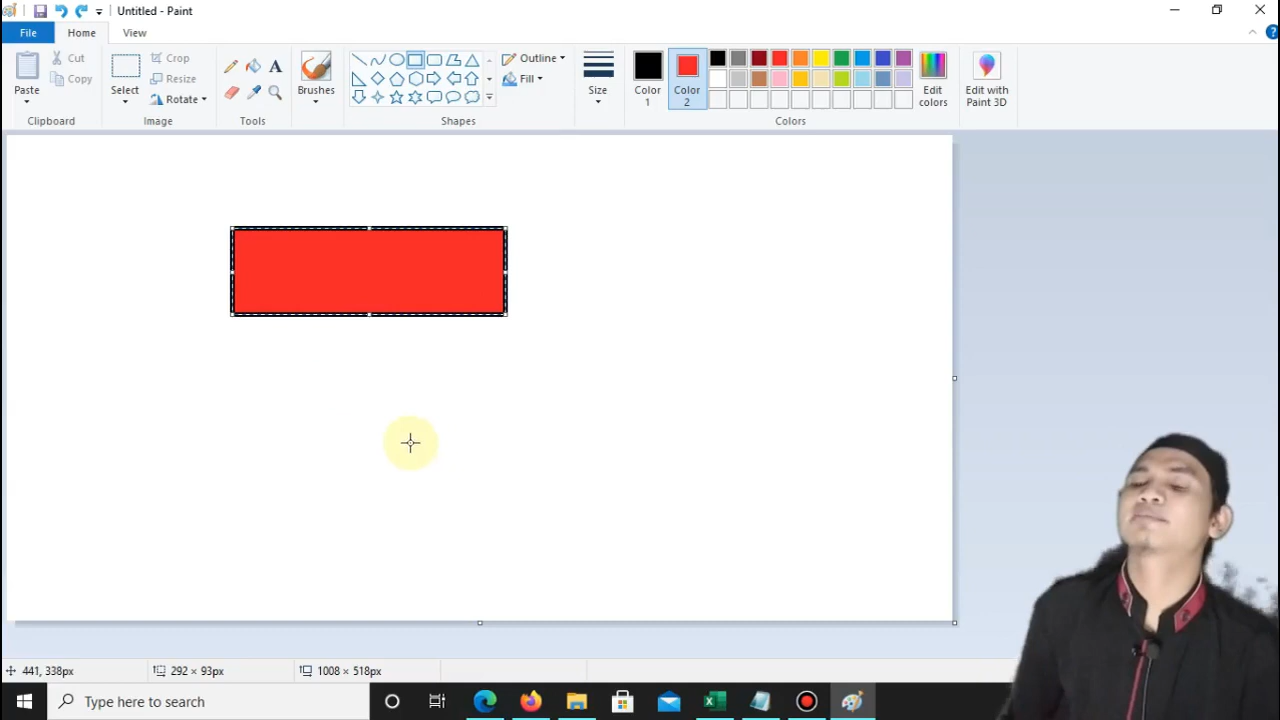 Untitled - Paint
File Home View
Cut
Copy
Paste
Clipboard
Crop
Resize
Rotate
Select
Image
Tools
Brushes
Outline
Fill
Shapes
Size
Color 1
Color 2
Edit colors
Edit with Paint 3D
Colors
441, 338px
292 × 93px
1008 × 518px
Type here to search